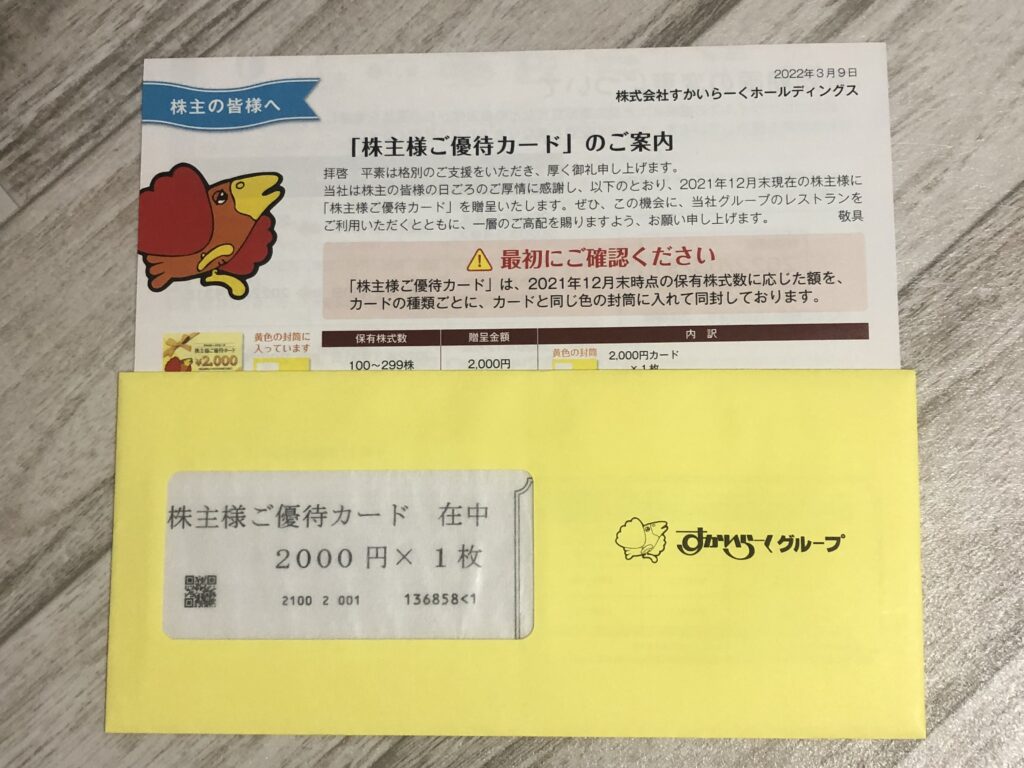 2022年3月9日
株主の皆様へ
株式会社すかいらーくホールディングス
「株主様ご優待カード」のご案内
拝啓　平素は格別のご支援をいただき、厚く御礼申し上げます。
当社は株主の皆様の日ごろのご厚情に感謝し、以下のとおり、2021年12月末現在の株主様に
「株主様ご優待カード」を贈呈いたします。ぜひ、この機会に、当社グループのレストランを
ご利用いただくとともに、一層のご高配を賜りますよう、お願い申し上げます。　敬具
最初にご確認ください
「株主様ご優待カード」は、2021年12月末時点の保有株式数に応じた額を、
カードの種類ごとに、カードと同じ色の封筒に入れて同封しております。
株主様ご優待カード
¥2,000
黄色の封筒に
入っています
保有株式数　贈呈金額　内訳
100～299株　2,000円　黄色の封筒　2,000円カード
×1枚
株主様ご優待カード　在中
2000円×1枚
2100 2 001　136858<1
すかいらーくグループ